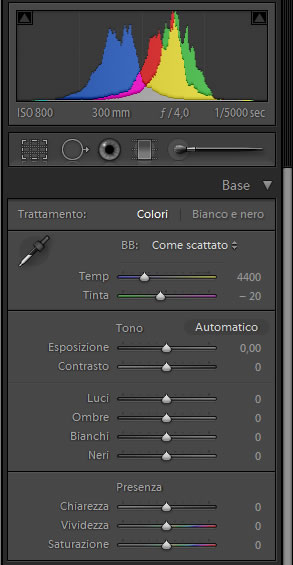 ISO 800 300 mm ƒ / 4,0 1/5000 sec
Base
Trattamento: Colori Bianco e nero
BB: Come scattato
Temp 4400
Tinta – 20
Tono Automatico
Esposizione 0,00
Contrasto 0
Luci 0
Ombre 0
Bianchi 0
Neri 0
Presenza
Chiarezza 0
Vividezza 0
Saturazione 0